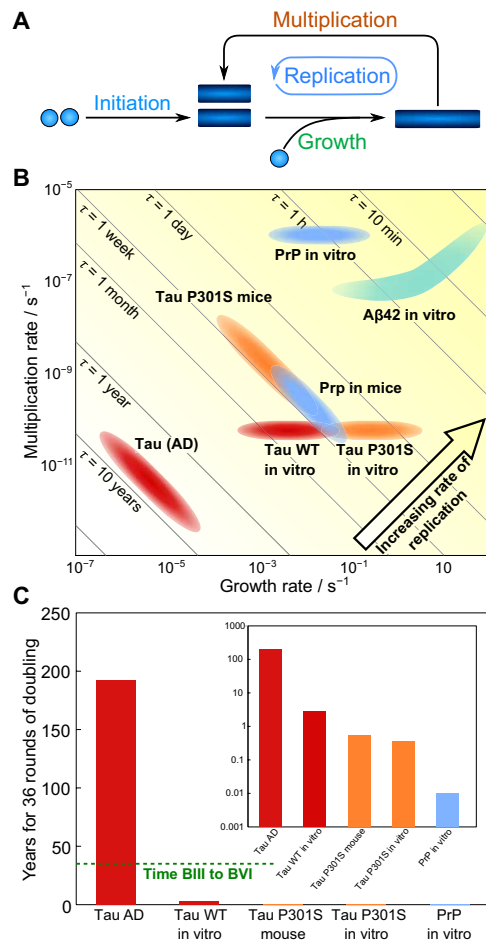 A
Multiplication
Replication
Initiation
Growth
B
Multiplication rate / s⁻¹
10⁻⁵
10⁻⁷
10⁻⁹
10⁻¹¹
τ = 1 week
τ = 1 day
τ = 1 h
τ = 10 min
τ = 1 month
τ = 1 year
τ = 10 years
PrP in vitro
Aβ42 in vitro
Tau P301S mice
Prp in mice
Tau (AD)
Tau WT
in vitro
Tau P301S
in vitro
Increasing rate of
replication
10⁻⁷
10⁻⁵
10⁻³
10⁻¹
10
Growth rate / s⁻¹
C
Years for 36 rounds of doubling
250
200
150
100
50
0
Time BIII to BVI
1000
100
10
1
0.1
0.01
0.001
Tau AD
Tau WT in vitro
Tau P301S mouse
Tau P301S in vitro
PrP in vitro
Tau AD
Tau WT
in vitro
Tau P301S
mouse
Tau P301S
in vitro
PrP
in vitro